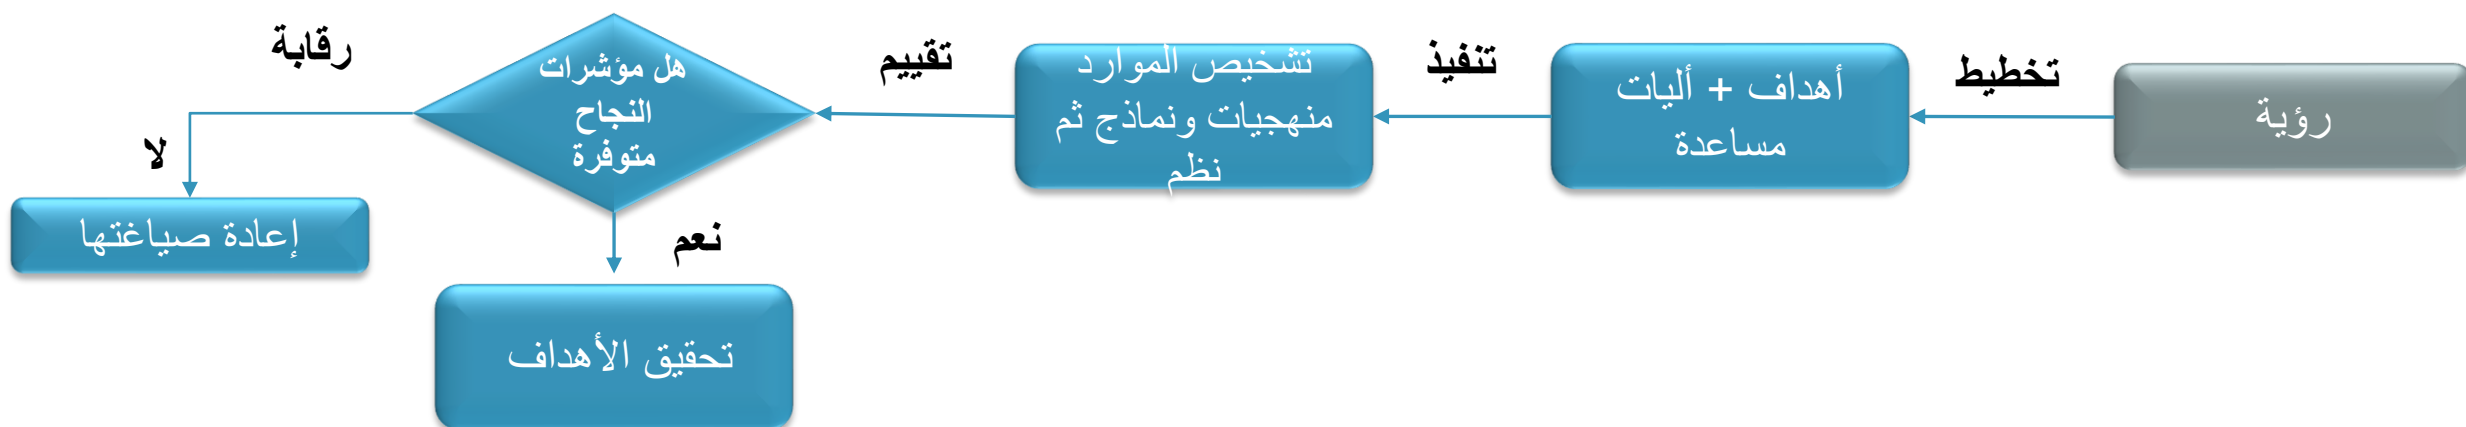 رؤية
تخطيط
أهداف + أليات
مساعدة
تنفيذ
تشخيص الموارد
منهجيات ونماذج ثم
نظم
تقييم
هل مؤشرات
النجاح
متوفرة
رقابة
لا
إعادة صياغتها
نعم
تحقيق الأهداف